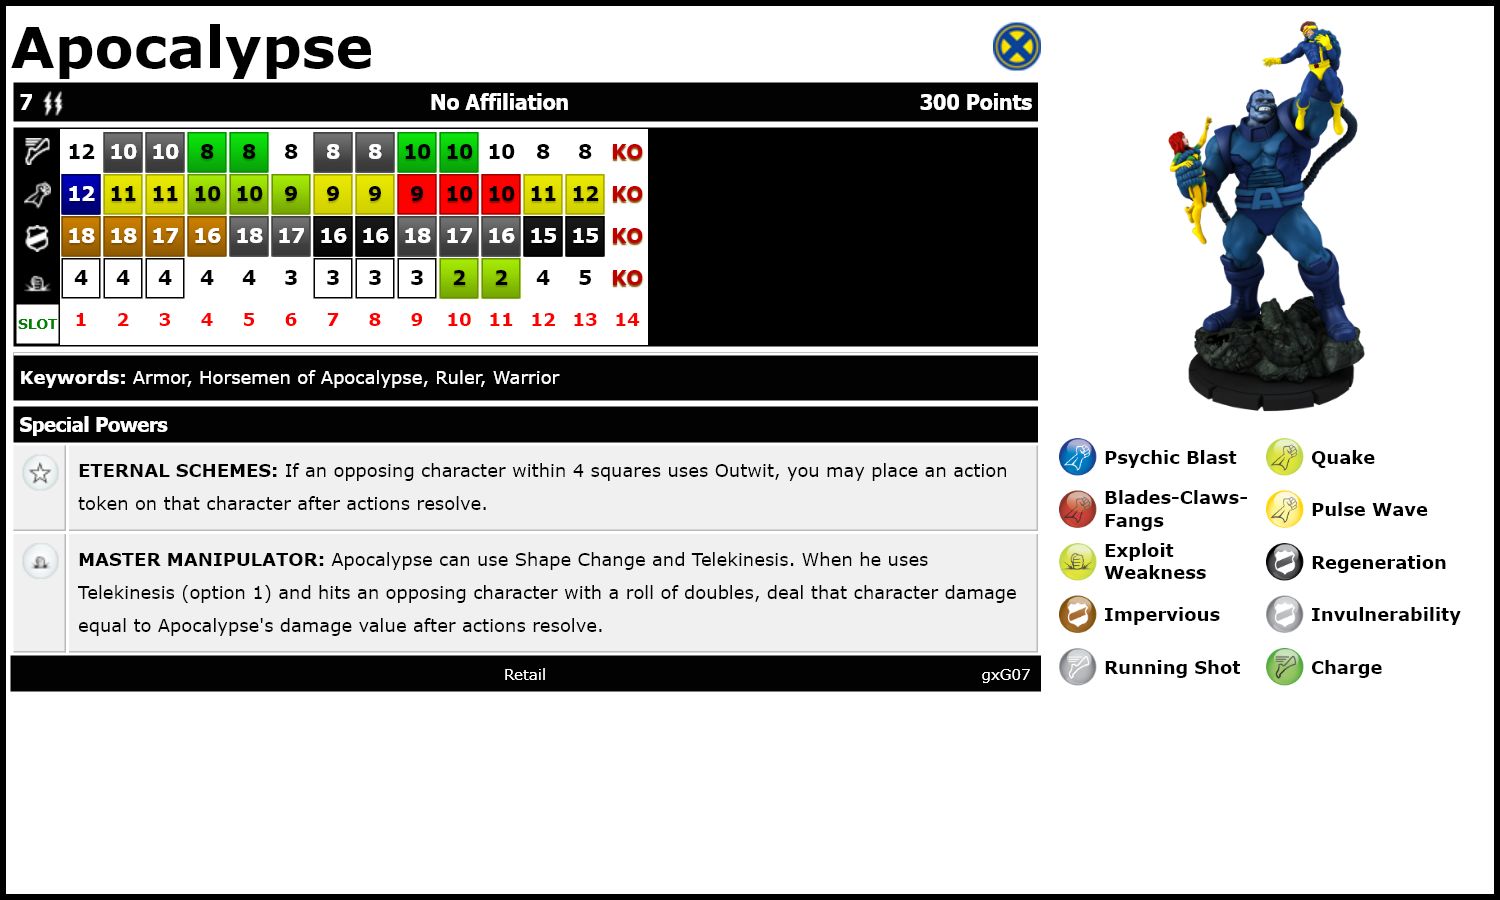 Apocalypse
7 No Affiliation 300 Points
12 10 10 8 8 8 8 8 10 10 10 8 8 KO
12 11 11 10 10 9 9 9 9 10 10 11 12 KO
18 18 17 16 18 17 16 16 18 17 16 15 15 KO
4 4 4 4 4 3 3 3 3 2 2 4 5 KO
SLOT 1 2 3 4 5 6 7 8 9 10 11 12 13 14
Keywords: Armor, Horsemen of Apocalypse, Ruler, Warrior
Special Powers
ETERNAL SCHEMES: If an opposing character within 4 squares uses Outwit, you may place an action
token on that character after actions resolve.
MASTER MANIPULATOR: Apocalypse can use Shape Change and Telekinesis. When he uses
Telekinesis (option 1) and hits an opposing character with a roll of doubles, deal that character damage
equal to Apocalypse's damage value after actions resolve.
Retail gxG07
Psychic Blast Quake
Blades-Claws-
Fangs
Pulse Wave
Exploit
Weakness
Regeneration
Impervious Invulnerability
Running Shot Charge